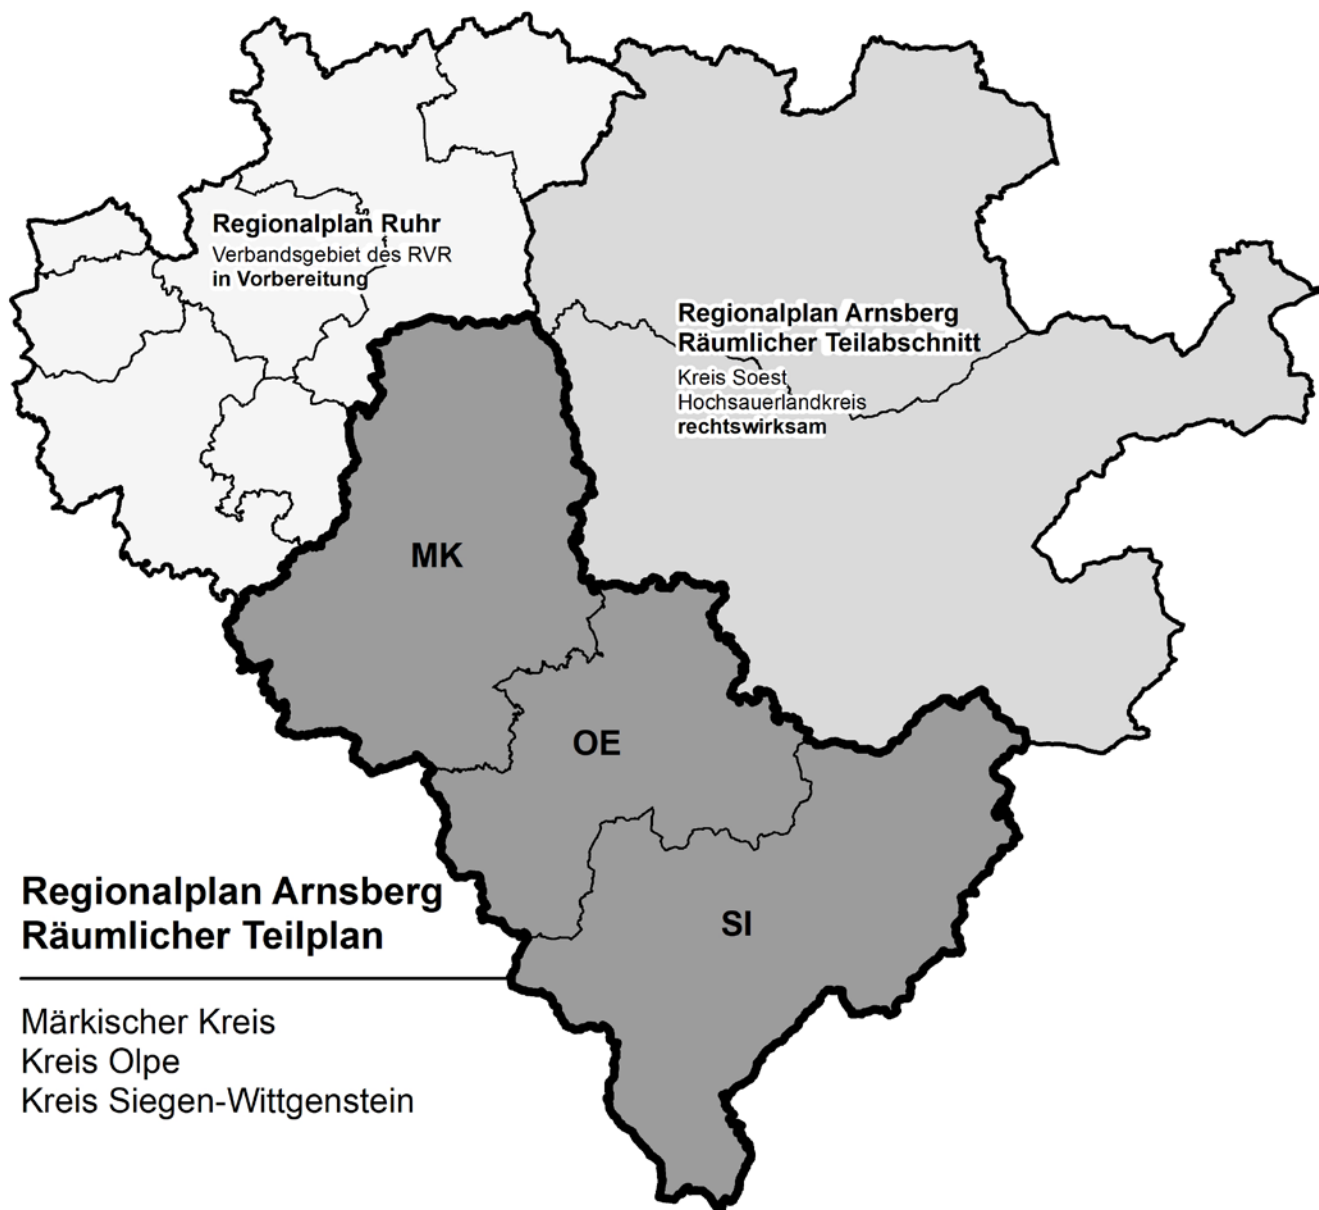 Regionalplan Ruhr
Verbandsgebiet des RVR
in Vorbereitung
Regionalplan Arnsberg
Räumlicher Teilabschnitt
Kreis Soest
Hochsauerlandkreis
rechtswirksam
MK
OE
SI
Regionalplan Arnsberg
Räumlicher Teilplan
Märkischer Kreis
Kreis Olpe
Kreis Siegen-Wittgenstein